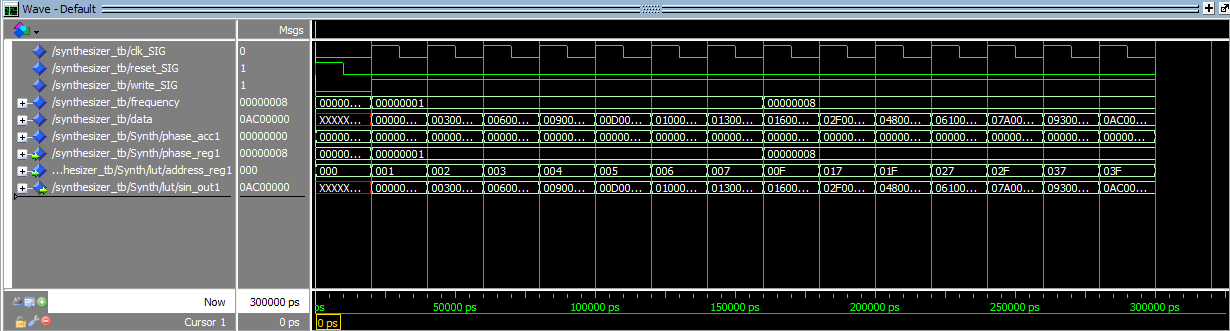 Wave - Default
Msgs
/synthesizer_tb/clk_SIG 0
/synthesizer_tb/reset_SIG 1
/synthesizer_tb/write_SIG 1
/synthesizer_tb/frequency 00000008 00000... 00000001 00000008
/synthesizer_tb/data 0AC00000 XXXXX... 00000... 00300... 00600... 00900... 00D00... 01000... 01300... 01600... 02F00... 04800... 06100... 07A00... 09300... 0AC00...
/synthesizer_tb/Synth/phase_acc1 00000000 00000... 00000... 00000... 00000... 00000... 00000... 00000... 00000... 00000... 00000... 00000... 00000... 00000... 00000... 00000...
/synthesizer_tb/Synth/phase_reg1 00000008 00000... 00000001 00000008
...hesizer_tb/Synth/lut/address_reg1 000 000 001 002 003 004 005 006 007 00F 017 01F 027 02F 037 03F
/synthesizer_tb/Synth/lut/sin_out1 0AC00000 XXXXX... 00000... 00300... 00600... 00900... 00D00... 01000... 01300... 01600... 02F00... 04800... 06100... 07A00... 09300... 0AC00...
Now 300000 ps ps 50000 ps 100000 ps 150000 ps 200000 ps 250000 ps 300000 ps
Cursor 1 0 ps 0 ps